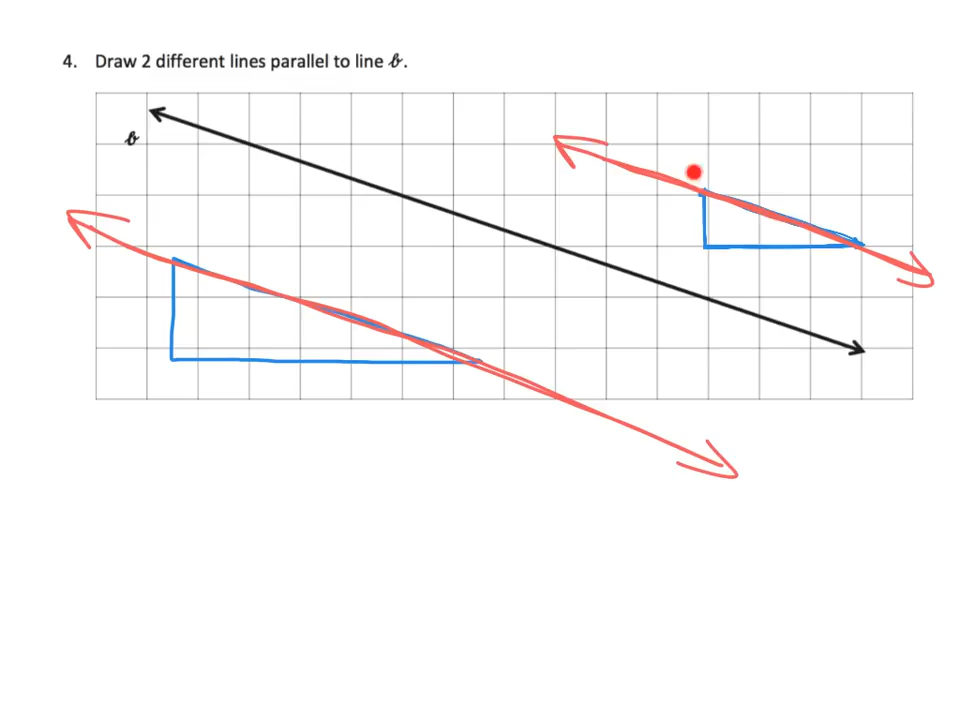 4. Draw 2 different lines parallel to line 𝒷.
𝒷